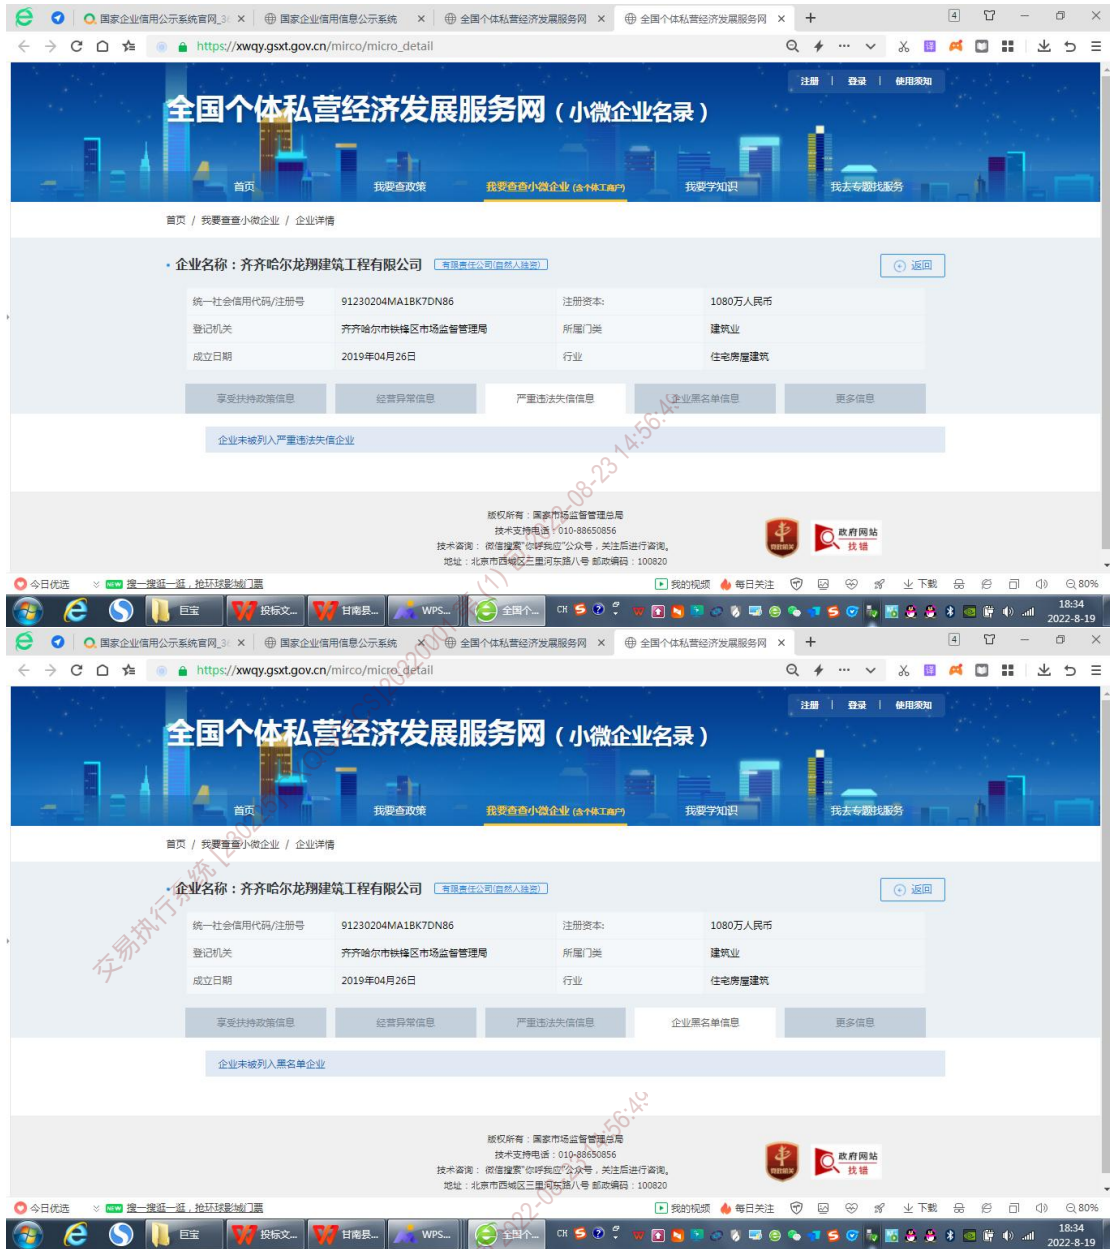 国家企业信用公示系统官网_3
国家企业信用信息公示系统
全国个体私营经济发展服务网
全国个体私营经济发展服务网
4
https://xwqy.gsxt.gov.cn/mirco/micro_detail
注册 | 登录 | 使用须知
全国个体私营经济发展服务网（小微企业名录）
首页
我要查政策
我要查查小微企业 (含个体工商户)
我要学知识
我去专题找服务
首页 / 我要查查小微企业 / 企业详情
企业名称：齐齐哈尔龙翔建筑工程有限公司 有限责任公司(自然人独资)
返回
统一社会信用代码/注册号 91230204MA1BK7DN86 注册资本: 1080万人民币
登记机关 齐齐哈尔市铁锋区市场监督管理局 所属门类 建筑业
成立日期 2019年04月26日 行业 住宅房屋建筑
享受扶持政策信息 经营异常信息 严重违法失信信息 企业黑名单信息 更多信息
企业未被列入严重违法失信企业
版权所有：国家市场监督管理总局
技术支持电话：010-88650856
技术咨询： 微信搜索"你呼我应"公众号，关注后进行咨询。
地址：北京市西城区三里河东路八号 邮政编码：100820
政府网站
找错
今日优选 搜一搜逛一逛，抢环球影城门票 我的视频 每日关注 下载 80%
巨宝 投标文... 甘南县... WPS... 全国个... CH 18:34
2022-8-19
国家企业信用公示系统官网_3
国家企业信用信息公示系统
全国个体私营经济发展服务网
全国个体私营经济发展服务网
4
https://xwqy.gsxt.gov.cn/mirco/micro_detail
注册 | 登录 | 使用须知
全国个体私营经济发展服务网（小微企业名录）
首页
我要查政策
我要查查小微企业 (含个体工商户)
我要学知识
我去专题找服务
首页 / 我要查查小微企业 / 企业详情
企业名称：齐齐哈尔龙翔建筑工程有限公司 有限责任公司(自然人独资)
返回
统一社会信用代码/注册号 91230204MA1BK7DN86 注册资本: 1080万人民币
登记机关 齐齐哈尔市铁锋区市场监督管理局 所属门类 建筑业
成立日期 2019年04月26日 行业 住宅房屋建筑
享受扶持政策信息 经营异常信息 严重违法失信信息 企业黑名单信息 更多信息
企业未被列入黑名单企业
版权所有：国家市场监督管理总局
技术支持电话：010-88650856
技术咨询： 微信搜索"你呼我应"公众号，关注后进行咨询。
地址：北京市西城区三里河东路八号 邮政编码：100820
政府网站
找错
今日优选 搜一搜逛一逛，抢环球影城门票 我的视频 每日关注 下载 80%
巨宝 投标文... 甘南县... WPS... 全国个... CH 18:34
2022-8-19
交易执行系统
2022-08-23 14:56:49